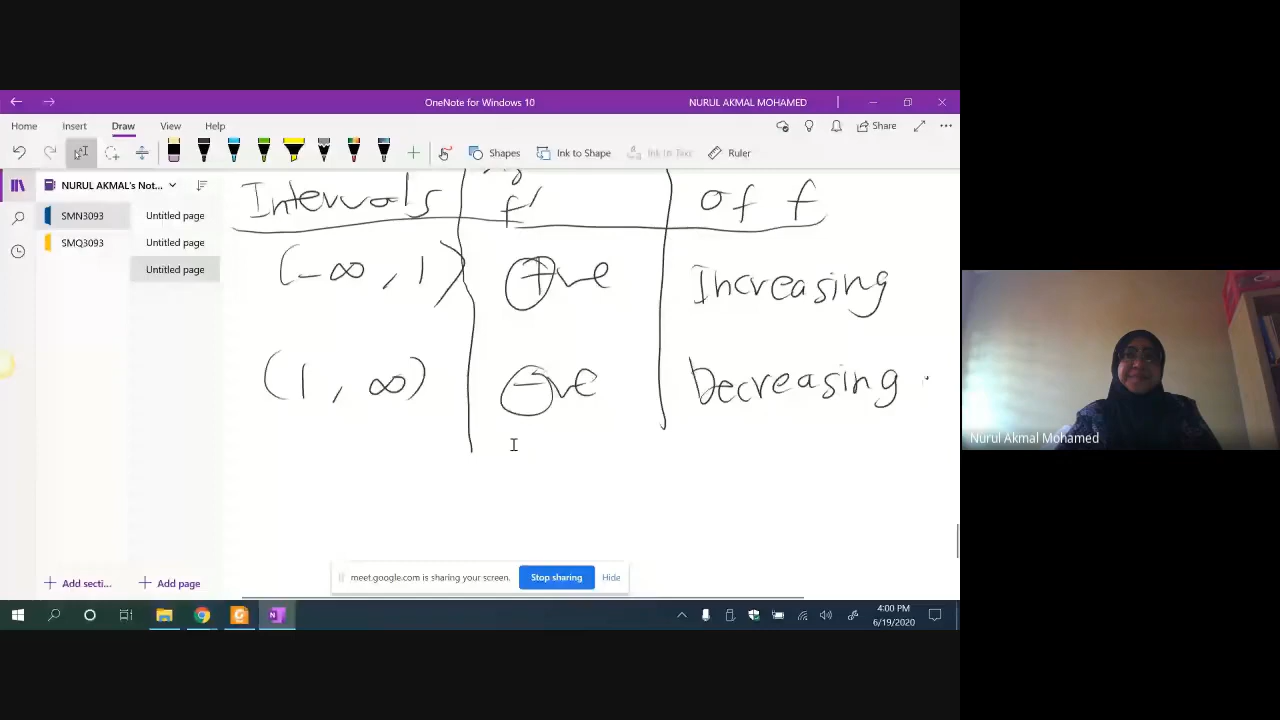 OneNote for Windows 10
NURUL AKMAL MOHAMED
Home Insert Draw View Help
Share
Shapes Ink to Shape Ink to Text Ruler
NURUL AKMAL's Not...
SMN3093
SMQ3093
Untitled page
Untitled page
Untitled page
Intervals f' of f
(-∞, 1) +ve Increasing
(1, ∞) -ve Decreasing
Nurul Akmal Mohamed
Add secti... Add page
meet.google.com is sharing your screen. Stop sharing Hide
4:00 PM
6/19/2020